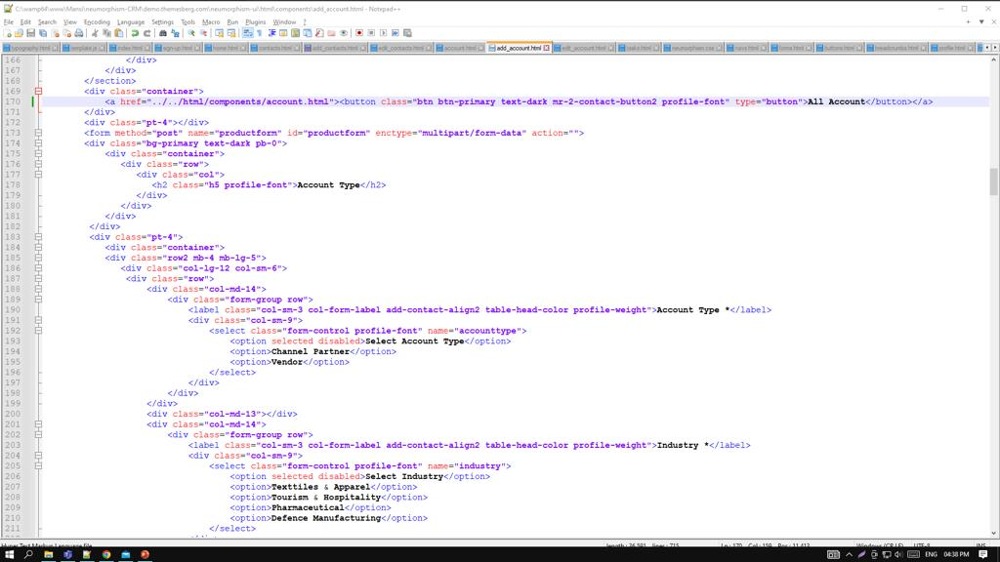 C:\wamp64\www\Mansi\neumorphism-CRM\demo.themesberg.com\neumorphism-ui\html\components\add_account.html - Notepad++
File Edit Search View Encoding Language Settings Tools Macro Run Plugins Window ?
typography.html template.js index.html sign-up.html home.html contacts.html add_contacts.html edit_contacts.html account.html add_account.html edit_account.html tasks.html neumorphism.css navs.html forms.html buttons.html breadcrumbs.html profile.html
166 </div>
167 </div>
168 </section>
169 <div class="container">
170 <a href="../../html/components/account.html"><button class="btn btn-primary text-dark mr-2-contact-button2 profile-font" type="button">All Account</button></a>
171 </div>
172 <div class="pt-4"></div>
173 <form method="post" name="productform" id="productform" enctype="multipart/form-data" action="">
174 <div class="bg-primary text-dark pb-0">
175 <div class="container">
176 <div class="row">
177 <div class="col">
178 <h2 class="h5 profile-font">Account Type</h2>
179 </div>
180 </div>
181 </div>
182 </div>
183 <div class="pt-4">
184 <div class="container">
185 <div class="row2 mb-4 mb-lg-5">
186 <div class="col-lg-12 col-sm-6">
187 <div class="row">
188 <div class="col-md-14">
189 <div class="form-group row">
190 <label class="col-sm-3 col-form-label add-contact-align2 table-head-color profile-weight">Account Type *</label>
191 <div class="col-sm-9">
192 <select class="form-control profile-font" name="accounttype">
193 <option selected disabled>Select Account Type</option>
194 <option>Channel Partner</option>
195 <option>Vendor</option>
196 </select>
197 </div>
198 </div>
199 </div>
200 <div class="col-md-13"></div>
201 <div class="col-md-14">
202 <div class="form-group row">
203 <label class="col-sm-3 col-form-label add-contact-align2 table-head-color profile-weight">Industry *</label>
204 <div class="col-sm-9">
205 <select class="form-control profile-font" name="industry">
206 <option selected disabled>Select Industry</option>
207 <option>Texttiles & Apparel</option>
208 <option>Tourism & Hospitality</option>
209 <option>Pharmaceutical</option>
210 <option>Defence Manufacturing</option>
211 </select>
Hyper Text Markup Language file length : 36,591 lines : 715 Ln : 170 Col : 159 Pos : 11,413 Windows (CR LF) UTF-8 INS
ENG 04:38 PM